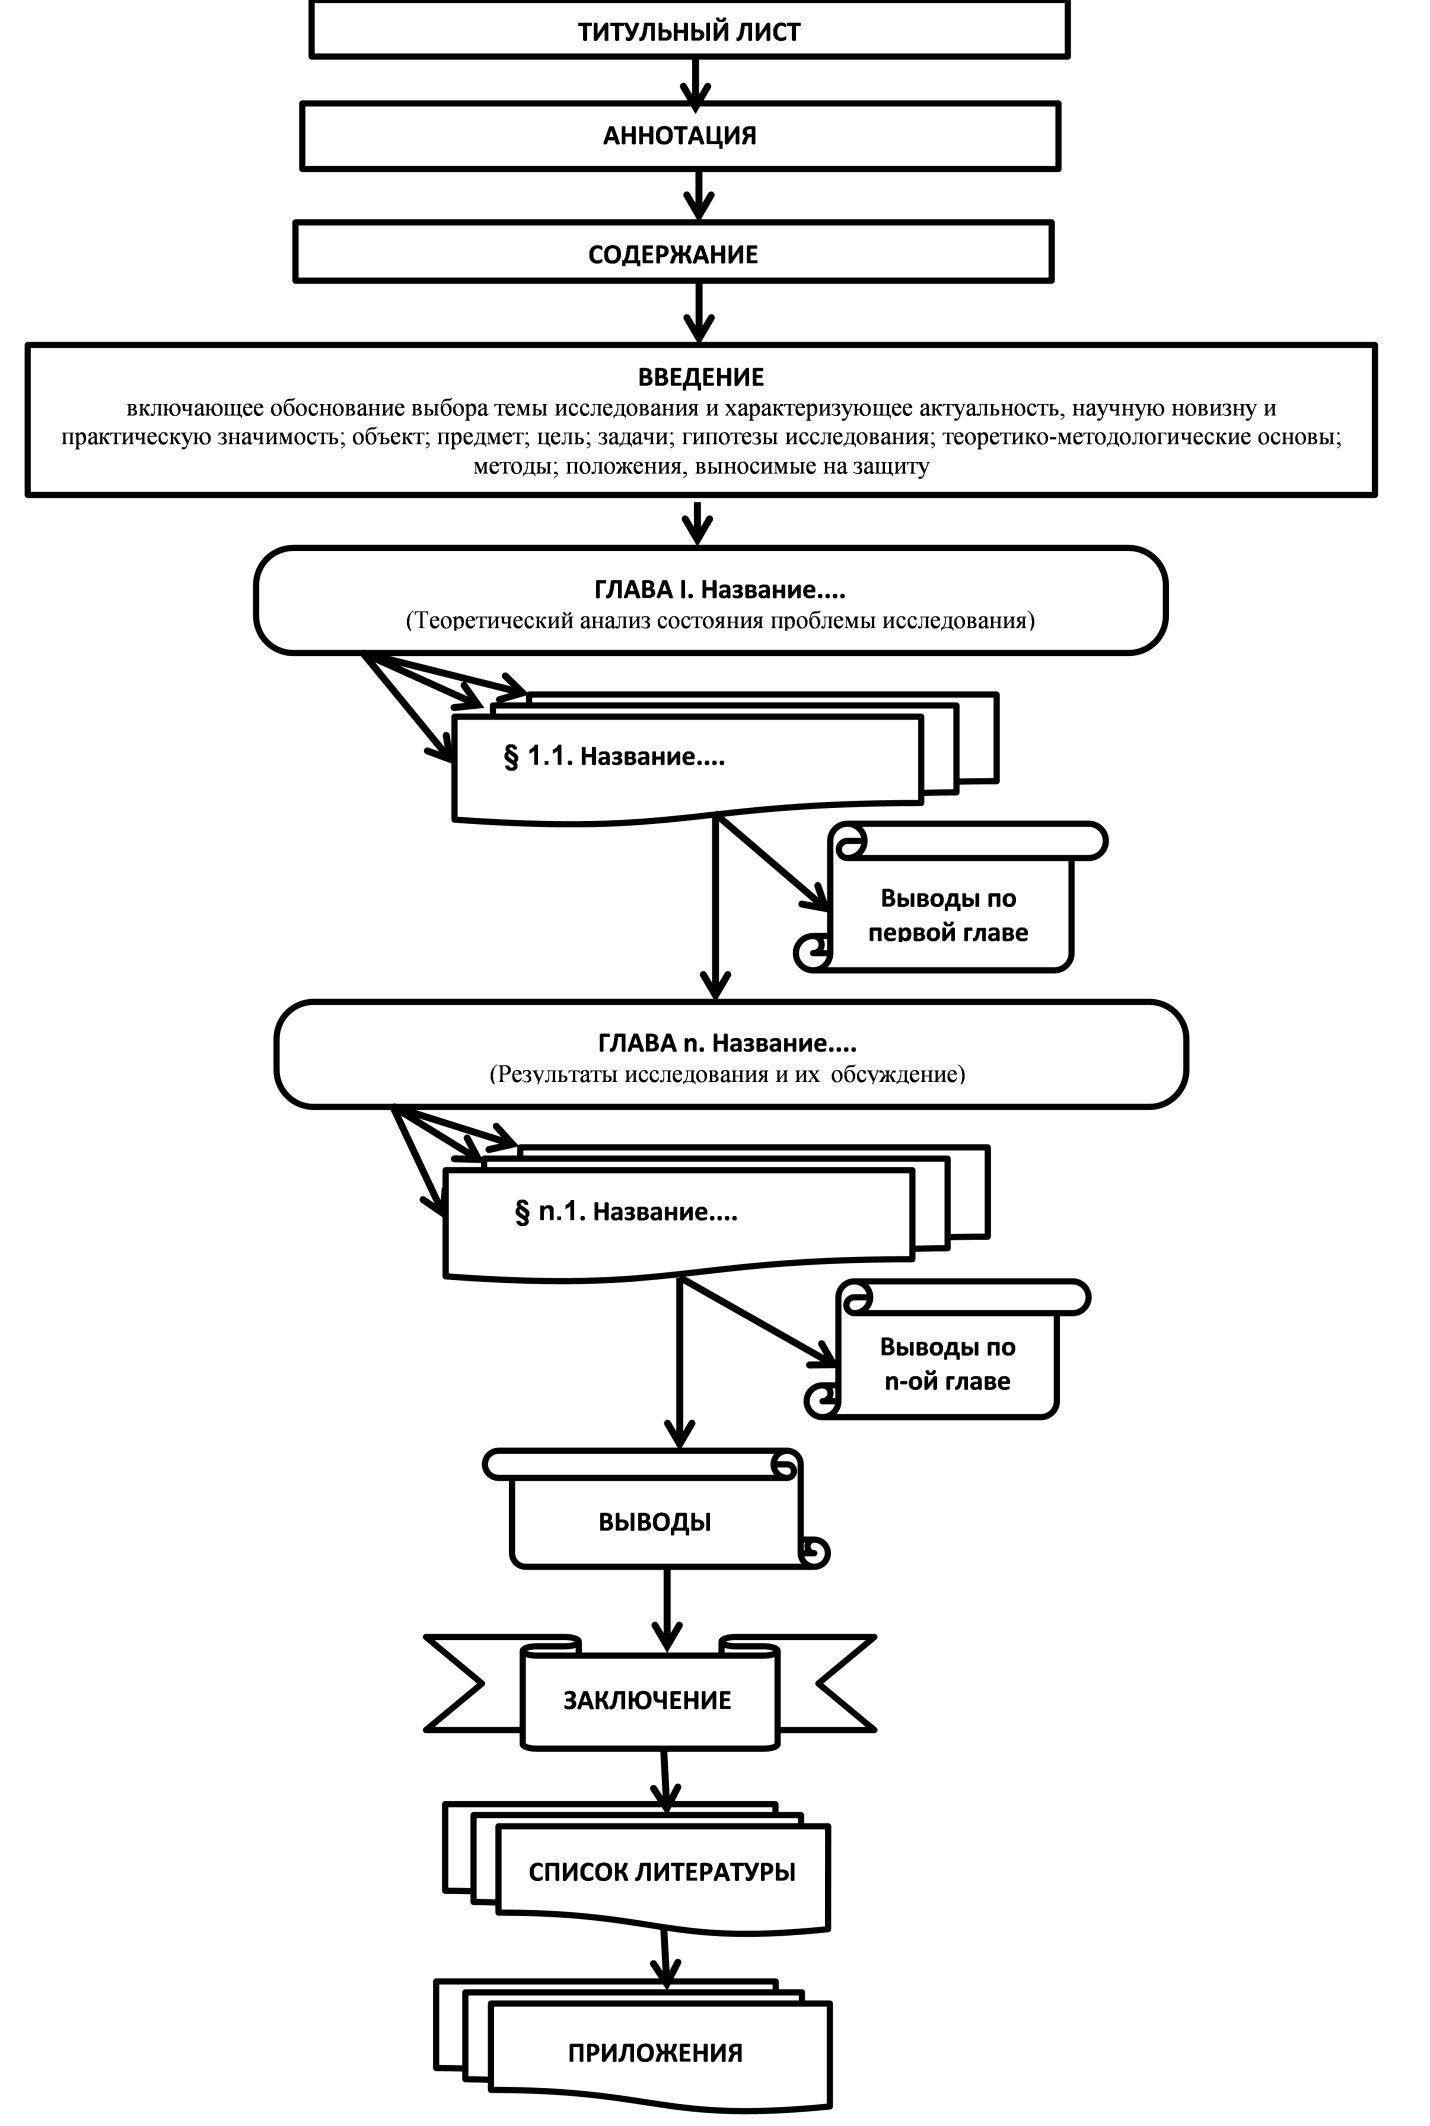 ТИТУЛЬНЫЙ ЛИСТ
АННОТАЦИЯ
СОДЕРЖАНИЕ
ВВЕДЕНИЕ
включающее обоснование выбора темы исследования и характеризующее актуальность, научную новизну и
практическую значимость; объект; предмет; цель; задачи; гипотезы исследования; теоретико-методологические основы;
методы; положения, выносимые на защиту
ГЛАВА I. Название....
(Теоретический анализ состояния проблемы исследования)
§ 1.1. Название....
Выводы по
первой главе
ГЛАВА n. Название....
(Результаты исследования и их обсуждение)
§ n.1. Название....
Выводы по
n-ой главе
ВЫВОДЫ
ЗАКЛЮЧЕНИЕ
СПИСОК ЛИТЕРАТУРЫ
ПРИЛОЖЕНИЯ